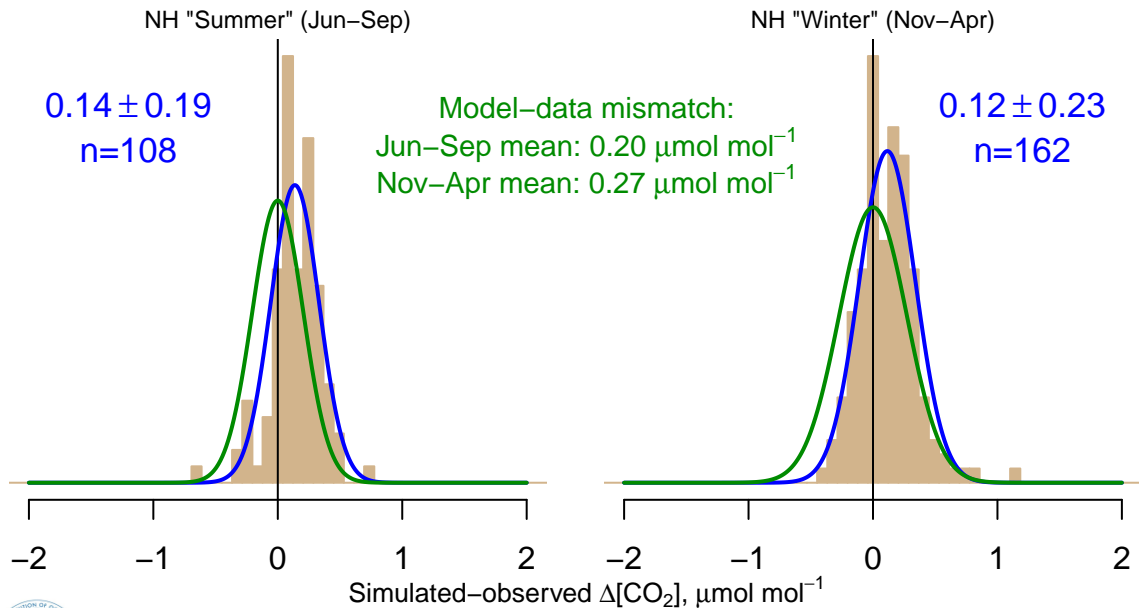 NH "Summer" (Jun−Sep)
NH "Winter" (Nov−Apr)
0.14 ± 0.19
n=108
Model−data mismatch:
Jun−Sep mean: 0.20 μmol mol⁻¹
Nov−Apr mean: 0.27 μmol mol⁻¹
0.12 ± 0.23
n=162
−2 −1 0 1 2
−2 −1 0 1 2
Simulated−observed Δ[CO₂], μmol mol⁻¹